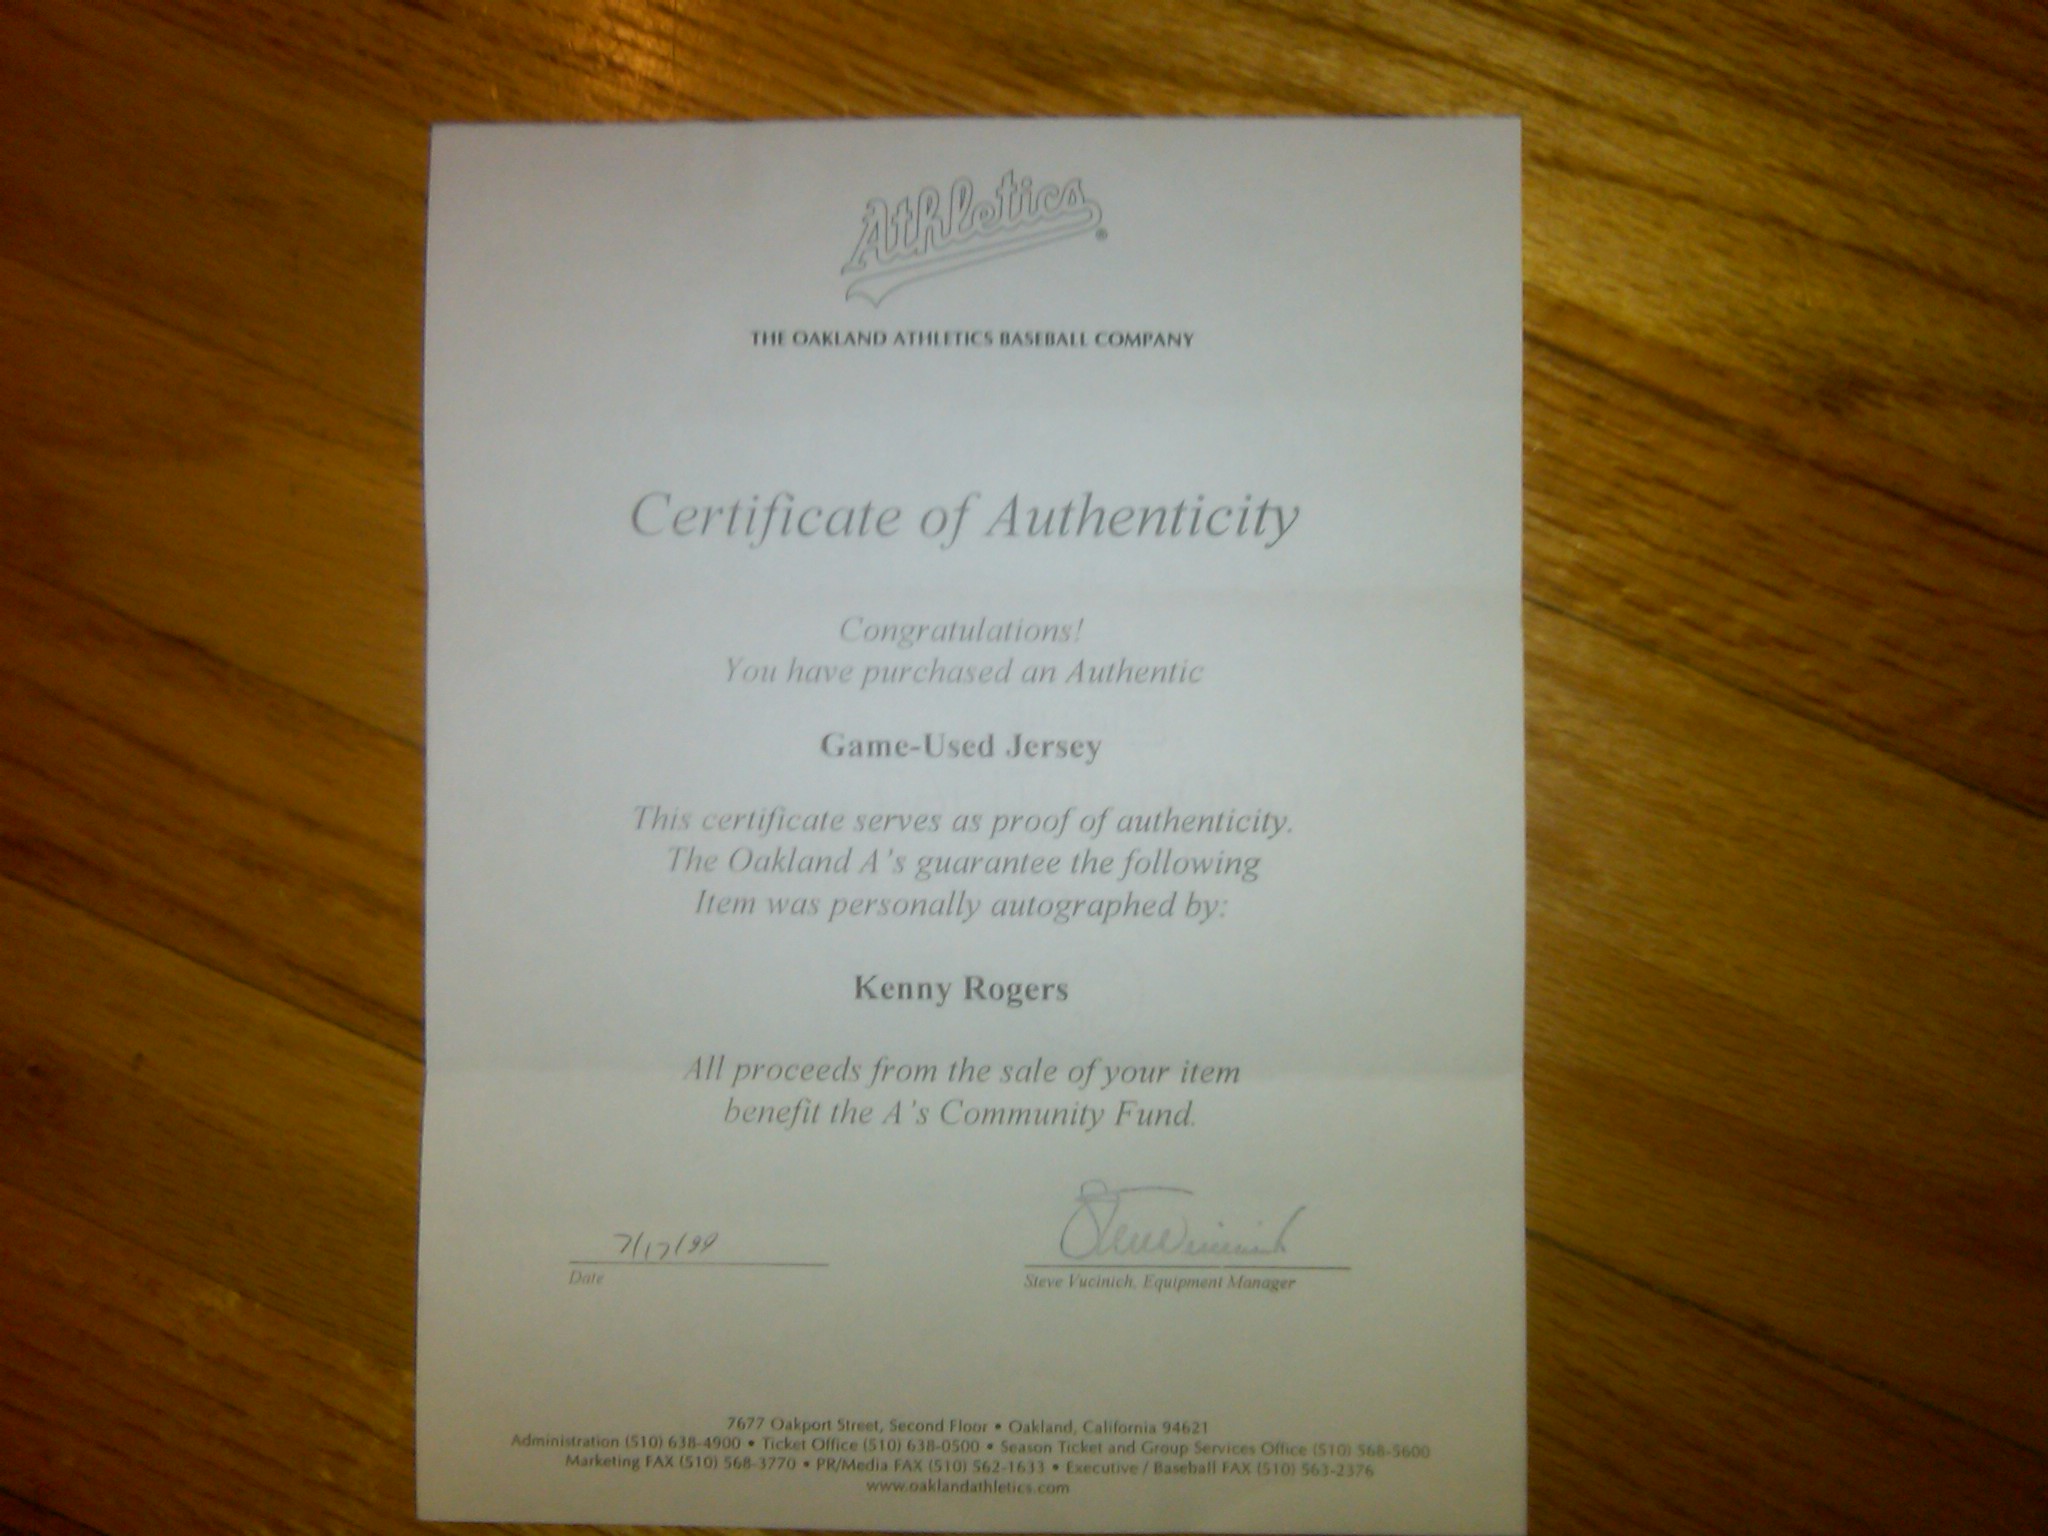 Athletics®
THE OAKLAND ATHLETICS BASEBALL COMPANY
Certificate of Authenticity
Congratulations!
You have purchased an Authentic
Game-Used Jersey
This certificate serves as proof of authenticity.
The Oakland A's guarantee the following
Item was personally autographed by:
Kenny Rogers
All proceeds from the sale of your item
benefit the A's Community Fund.
7/17/99
Date
Steve Vucinich
Steve Vucinich, Equipment Manager
7677 Oakport Street, Second Floor • Oakland, California 94621
Administration (510) 638-4900 • Ticket Office (510) 638-0500 • Season Ticket and Group Services Office (510) 568-5600
Marketing FAX (510) 568-3770 • PR/Media FAX (510) 562-1633 • Executive / Baseball FAX (510) 563-2376
www.oaklandathletics.com